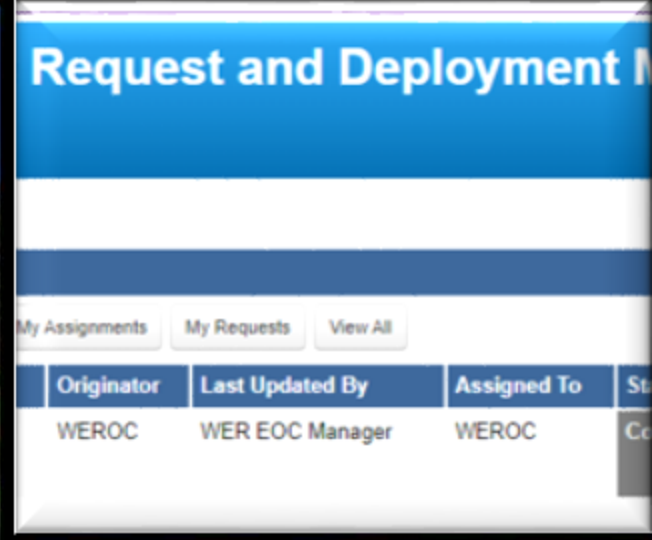 Request and Deployment
My Assignments My Requests View All
Originator Last Updated By Assigned To
WEROC WER EOC Manager WEROC